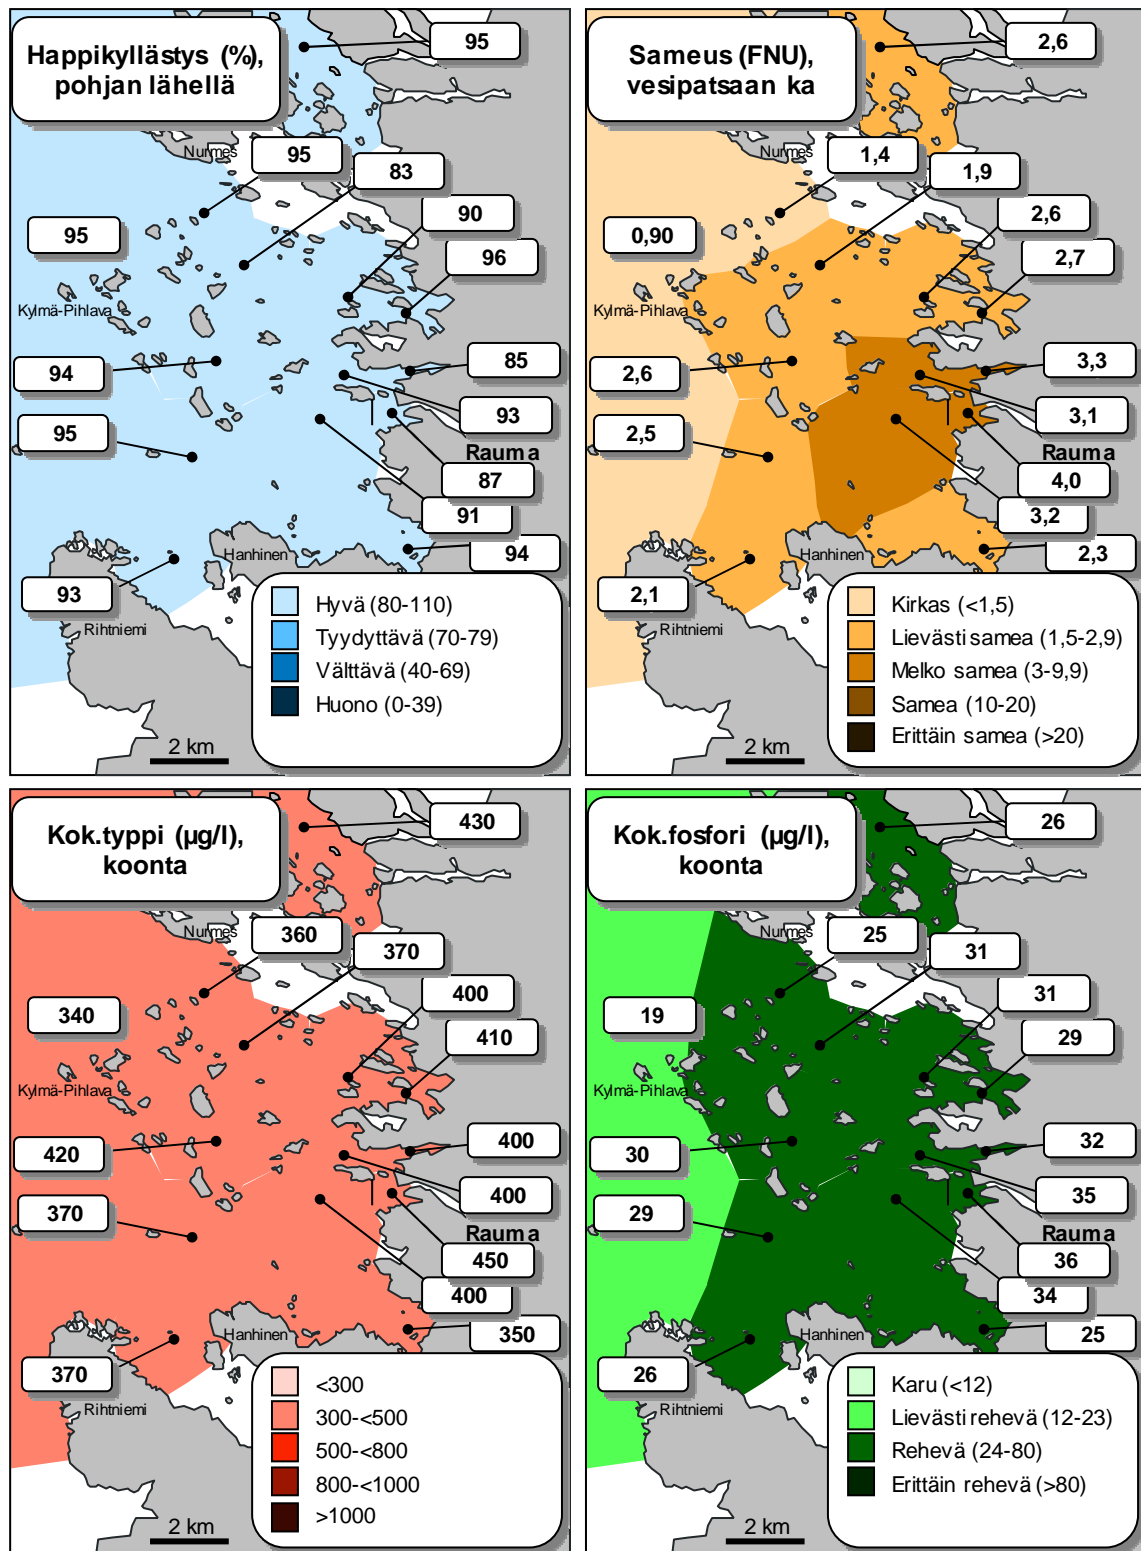 Happikyllästys (%),
pohjan lähellä
95
Nurmes
95
83
90
95
96
Kylmä-Pihlava
94
85
93
95
Rauma
87
91
Hanhinen
94
93
Rihtniemi
Hyvä (80-110)
Tyydyttävä (70-79)
Välttävä (40-69)
Huono (0-39)
2 km
Sameus (FNU),
vesipatsaan ka
2,6
Nurmes
1,4
1,9
2,6
0,90
2,7
Kylmä-Pihlava
2,6
3,3
3,1
2,5
Rauma
4,0
3,2
Hanhinen
2,3
2,1
Rihtniemi
Kirkas (<1,5)
Lievästi samea (1,5-2,9)
Melko samea (3-9,9)
Samea (10-20)
Erittäin samea (>20)
2 km
Kok.typpi (µg/l),
koonta
430
Nurmes
360
370
400
340
410
Kylmä-Pihlava
420
400
400
370
Rauma
450
400
Hanhinen
350
370
Rihtniemi
<300
300-<500
500-<800
800-<1000
>1000
2 km
Kok.fosfori (µg/l),
koonta
26
Nurmes
25
31
31
19
29
Kylmä-Pihlava
30
32
35
29
Rauma
36
34
Hanhinen
25
26
Rihtniemi
Karu (<12)
Lievästi rehevä (12-23)
Rehevä (24-80)
Erittäin rehevä (>80)
2 km